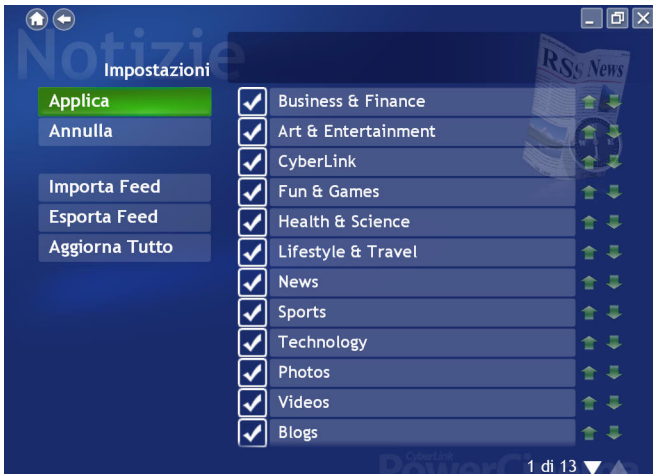 Notizie
Impostazioni
RSS News
Applica
Annulla
Importa Feed
Esporta Feed
Aggiorna Tutto
Business & Finance
Art & Entertainment
CyberLink
Fun & Games
Health & Science
Lifestyle & Travel
News
Sports
Technology
Photos
Videos
Blogs
CyberLink
1 di 13